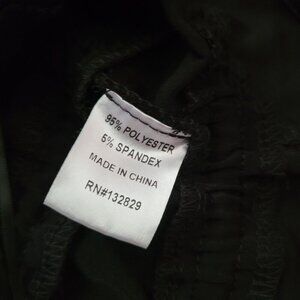 95% POLYESTER
5% SPANDEX
MADE IN CHINA
RN#132829